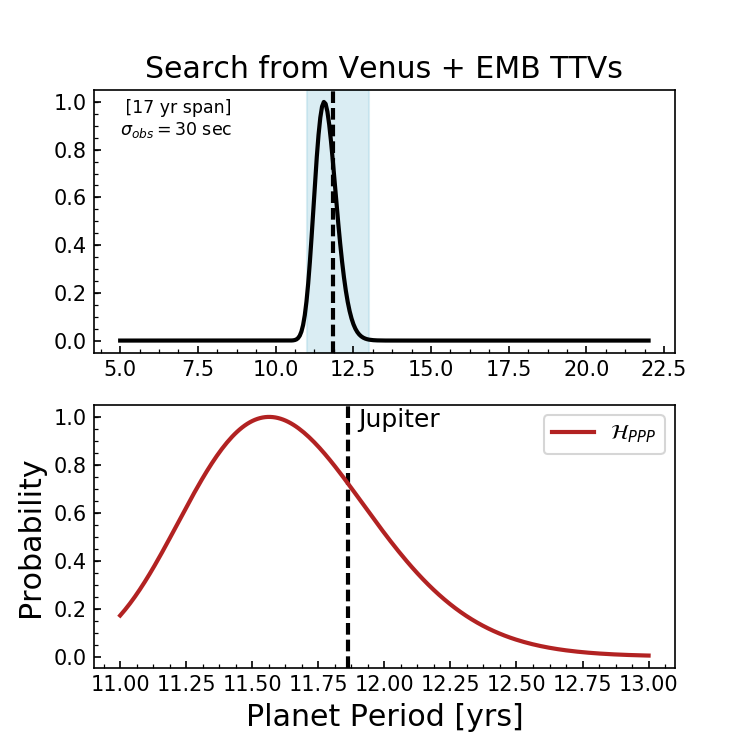 Search from Venus + EMB TTVs
[17 yr span]
σobs = 30 sec
1.0
0.8
0.6
0.4
0.2
0.0
5.0 7.5 10.0 12.5 15.0 17.5 20.0 22.5
Jupiter
ℋPPP
1.0
0.8
0.6
0.4
0.2
0.0
Probability
11.00 11.25 11.50 11.75 12.00 12.25 12.50 12.75 13.00
Planet Period [yrs]